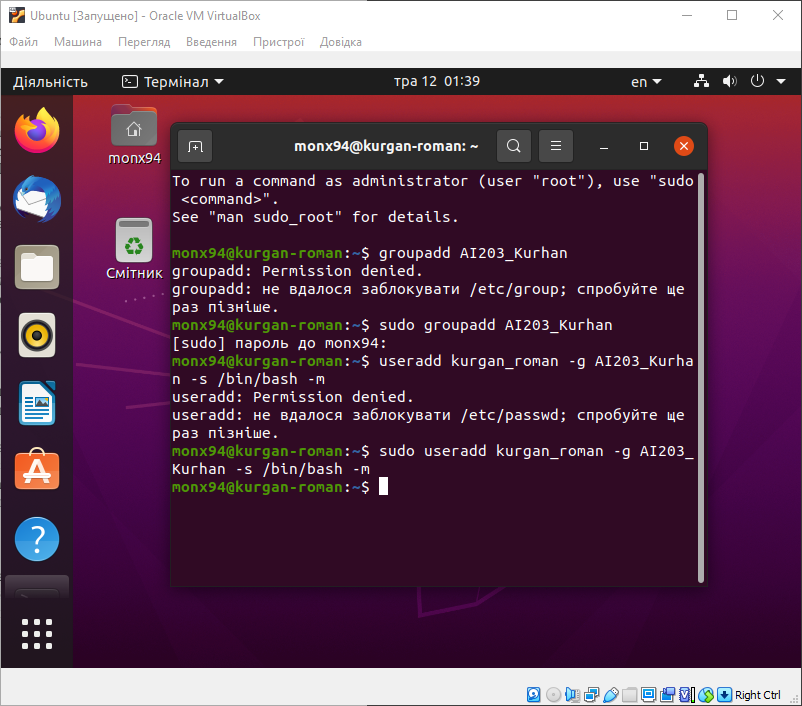 Ubuntu [Запущено] - Oracle VM VirtualBox
Файл Машина Перегляд Введення Пристрої Довідка
Діяльність Термінал тра 12 01:39 en
monx94
Смітник
monx94@kurgan-roman: ~
To run a command as administrator (user "root"), use "sudo
<command>".
See "man sudo_root" for details.
monx94@kurgan-roman:~$ groupadd AI203_Kurhan
groupadd: Permission denied.
groupadd: не вдалося заблокувати /etc/group; спробуйте ще
раз пізніше.
monx94@kurgan-roman:~$ sudo groupadd AI203_Kurhan
[sudo] пароль до monx94:
monx94@kurgan-roman:~$ useradd kurgan_roman -g AI203_Kurha
n -s /bin/bash -m
useradd: Permission denied.
useradd: не вдалося заблокувати /etc/passwd; спробуйте ще
раз пізніше.
monx94@kurgan-roman:~$ sudo useradd kurgan_roman -g AI203_
Kurhan -s /bin/bash -m
monx94@kurgan-roman:~$
Right Ctrl